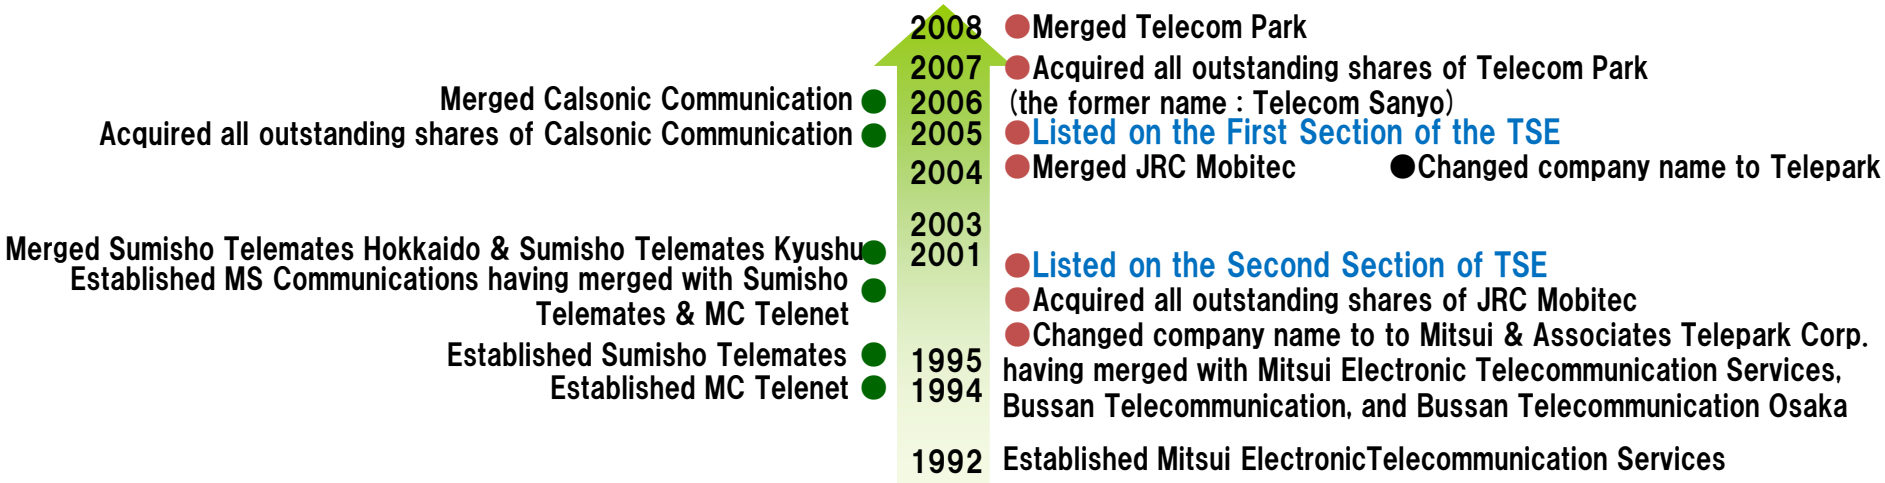 2008 ●Merged Telecom Park
2007 ●Acquired all outstanding shares of Telecom Park
Merged Calsonic Communication ● 2006 (the former name : Telecom Sanyo)
Acquired all outstanding shares of Calsonic Communication ● 2005 ●Listed on the First Section of the TSE
2004 ●Merged JRC Mobitec ●Changed company name to Telepark
2003
Merged Sumisho Telemates Hokkaido & Sumisho Telemates Kyushu● 2001 ●Listed on the Second Section of TSE
Established MS Communications having merged with Sumisho ●
Telemates & MC Telenet
●Acquired all outstanding shares of JRC Mobitec
●Changed company name to to Mitsui & Associates Telepark Corp.
Established Sumisho Telemates ● 1995 having merged with Mitsui Electronic Telecommunication Services,
Established MC Telenet ● 1994 Bussan Telecommunication, and Bussan Telecommunication Osaka
1992 Established Mitsui ElectronicTelecommunication Services